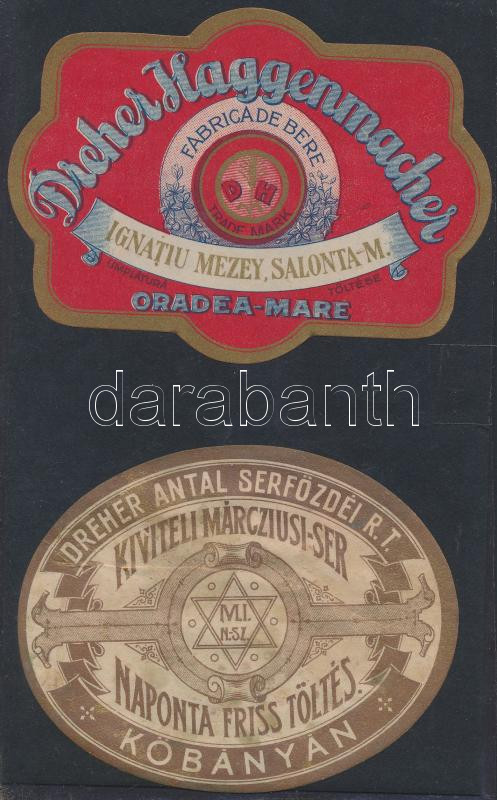 Dreher Haggenmacher
FABRICA DE BERE
D H
TRADE MARK
IGNAȚIU MEZEY, SALONTA-M.
UMPLATURA
TÖLTÉSE
ORADEA-MARE
darabanth
DREHER ANTAL SERFŐZDÉI R.T.
KIVITELI MÁRCZIUSI-SER
M.I.
N.SZ.
NAPONTA FRISS TÖLTÉS.
KŐBÁNYÁN